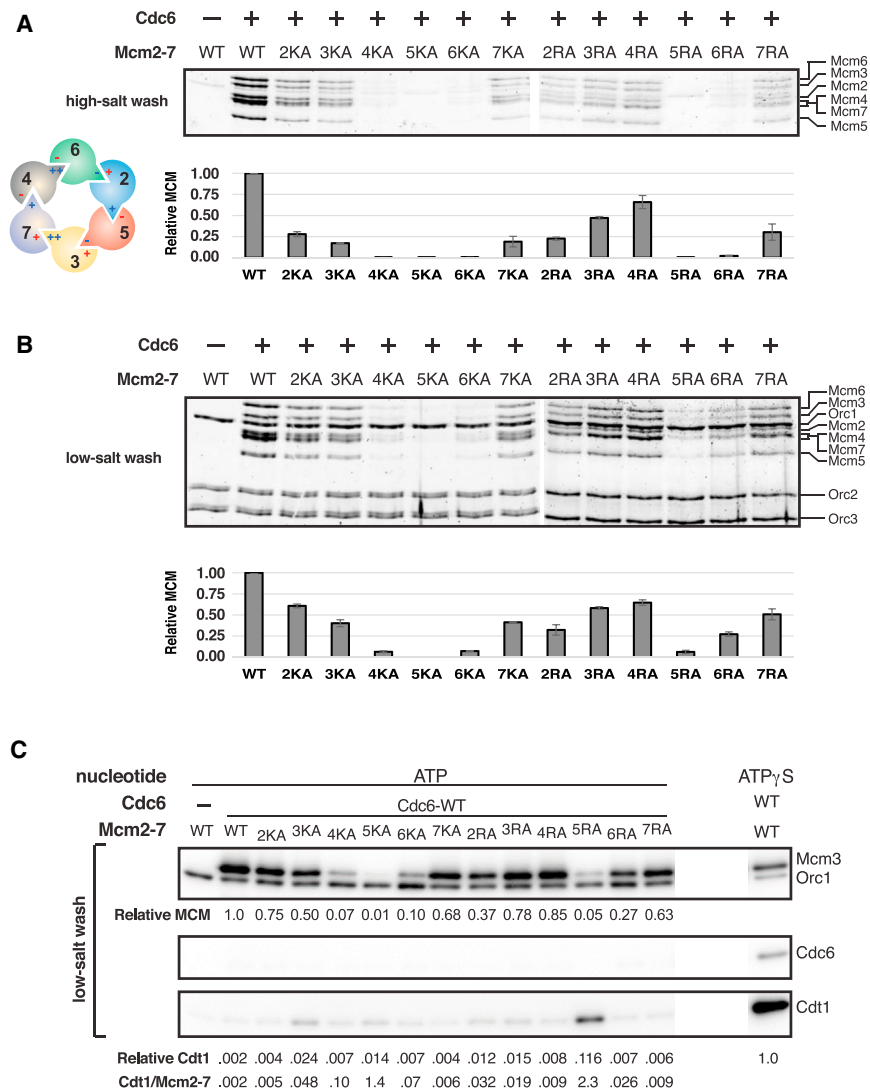 A
Cdc6 − + + + + + + + + + + + + +
Mcm2-7 WT WT 2KA 3KA 4KA 5KA 6KA 7KA 2RA 3RA 4RA 5RA 6RA 7RA
high-salt wash
Mcm6
Mcm3
Mcm2
Mcm4
Mcm7
Mcm5
6
- ++ - +
4 2
- + + -
7 5
+ ++ - +
3
Relative MCM
1.00
0.75
0.50
0.25
0.00
WT 2KA 3KA 4KA 5KA 6KA 7KA 2RA 3RA 4RA 5RA 6RA 7RA
B
Cdc6 − + + + + + + + + + + + + +
Mcm2-7 WT WT 2KA 3KA 4KA 5KA 6KA 7KA 2RA 3RA 4RA 5RA 6RA 7RA
low-salt wash
Mcm6
Mcm3
Orc1
Mcm2
Mcm4
Mcm7
Mcm5
Orc2
Orc3
Relative MCM
1.00
0.75
0.50
0.25
0.00
WT 2KA 3KA 4KA 5KA 6KA 7KA 2RA 3RA 4RA 5RA 6RA 7RA
C
nucleotide ATP ATPγS
Cdc6 − Cdc6-WT WT
Mcm2-7 WT WT 2KA 3KA 4KA 5KA 6KA 7KA 2RA 3RA 4RA 5RA 6RA 7RA WT
low-salt wash
Mcm3
Orc1
Relative MCM 1.0 0.75 0.50 0.07 0.01 0.10 0.68 0.37 0.78 0.85 0.05 0.27 0.63
Cdc6
Cdt1
Relative Cdt1 .002 .004 .024 .007 .014 .007 .004 .012 .015 .008 .116 .007 .006 1.0
Cdt1/Mcm2-7 .002 .005 .048 .10 1.4 .07 .006 .032 .019 .009 2.3 .026 .009